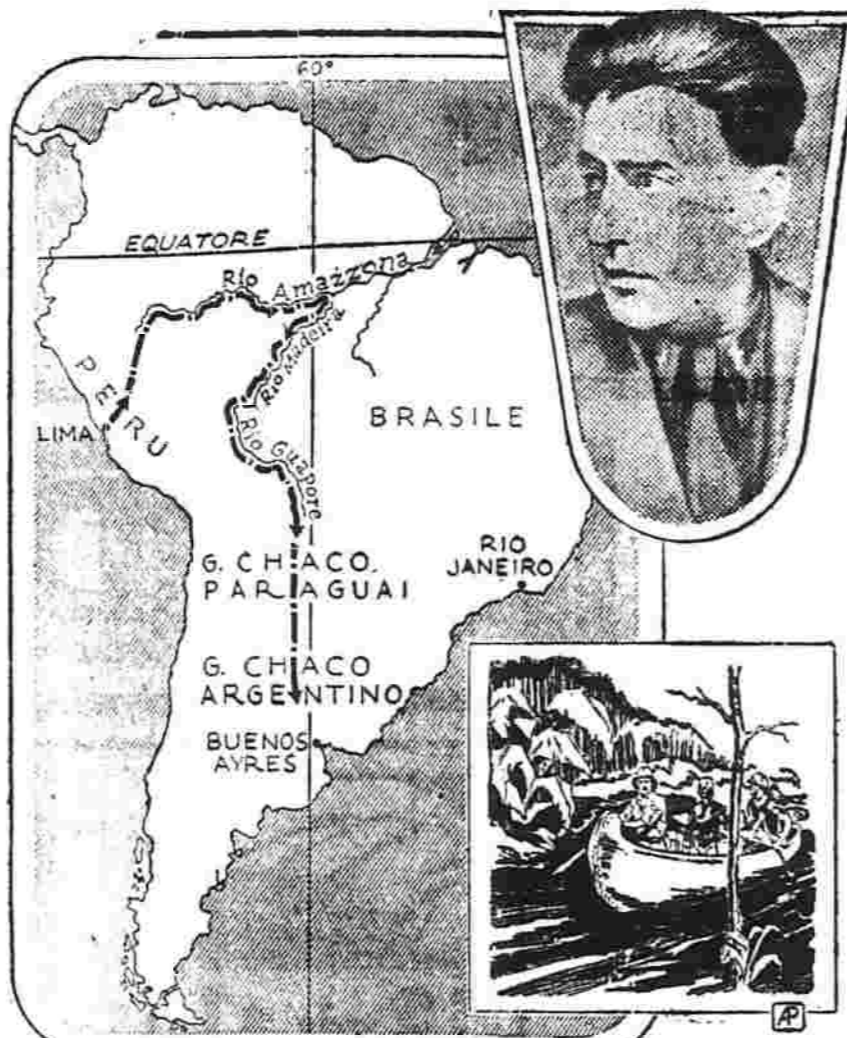 60°
EQUATORE
Rio Amazzona
Rio Madeira
PERU
BRASILE
LIMA
Rio Guapore
G. CHACO.
PARAGUAI
RIO
JANEIRO
G. CHACO
ARGENTINO
BUENOS
AYRES
AP